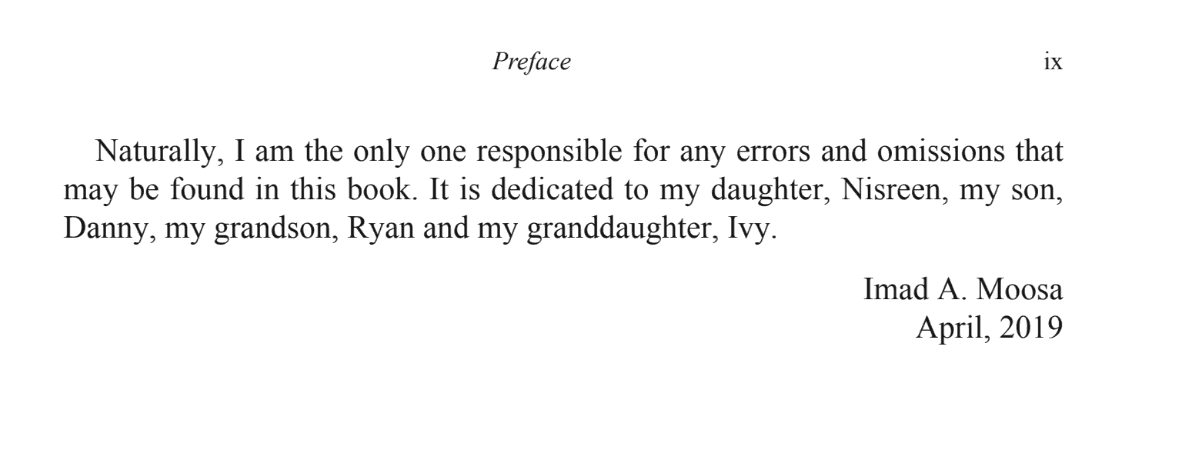 Preface ix
Naturally, I am the only one responsible for any errors and omissions that
may be found in this book. It is dedicated to my daughter, Nisreen, my son,
Danny, my grandson, Ryan and my granddaughter, Ivy.
Imad A. Moosa
April, 2019